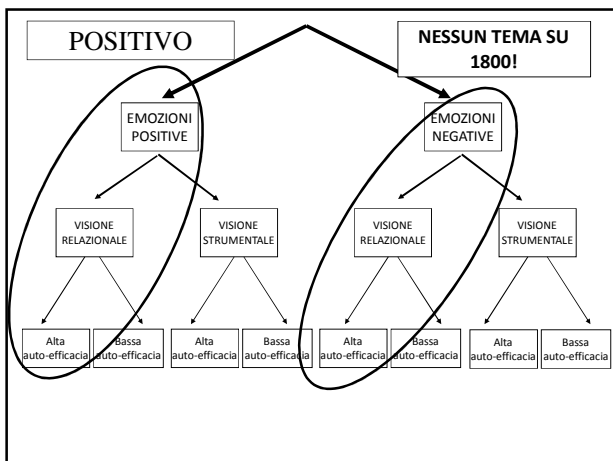 POSITIVO
NESSUN TEMA SU
1800!
EMOZIONI
POSITIVE
EMOZIONI
NEGATIVE
VISIONE
RELAZIONALE
VISIONE
STRUMENTALE
VISIONE
RELAZIONALE
VISIONE
STRUMENTALE
Alta
auto-efficacia
Bassa
auto-efficacia
Alta
auto-efficacia
Bassa
auto-efficacia
Alta
auto-efficacia
Bassa
auto-efficacia
Alta
auto-efficacia
Bassa
auto-efficacia